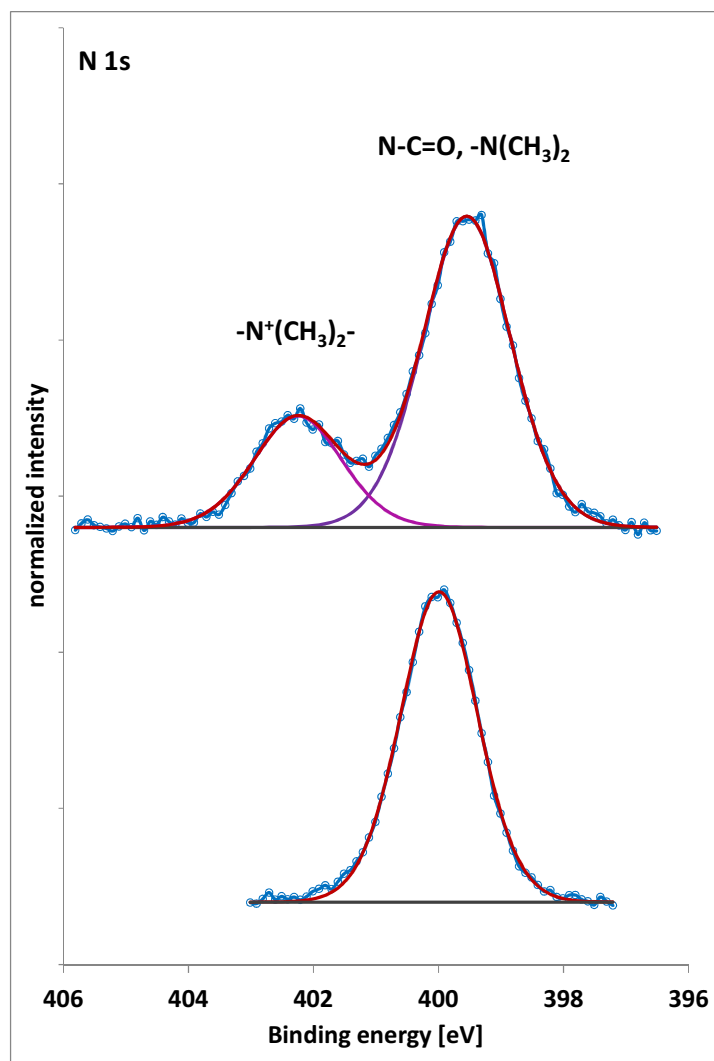 N 1s
N-C=O, -N(CH₃)₂
-N⁺(CH₃)₂-
normalized intensity
406 404 402 400 398 396
Binding energy [eV]